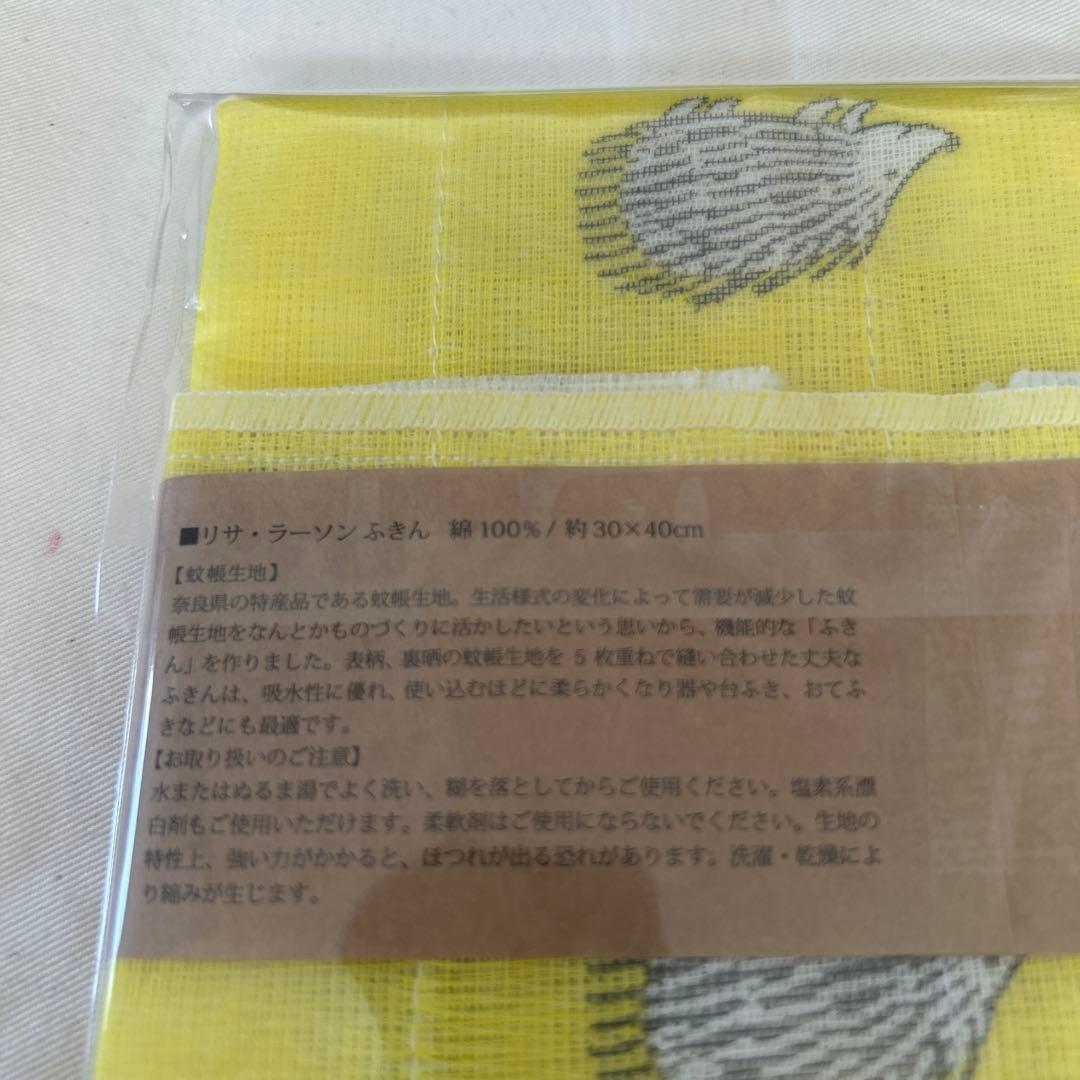 ■リサ・ラーソン ふきん 綿 100％ / 約 30×40cm
【蚊帳生地】
奈良県の特産品である蚊帳生地。生活様式の変化によって需要が減少した蚊
帳生地をなんとかものづくりに活かしたいという思いから、機能的な「ふき
ん」を作りました。表柄、裏晒の蚊帳生地を 5 枚重ねで縫い合わせた丈夫な
ふきんは、吸水性に優れ、使い込むほどに柔らかくなり器や台ふき、おてふ
きなどにも最適です。
【お取り扱いのご注意】
水またはぬるま湯でよく洗い、糊を落としてからご使用ください。塩素系漂
白剤もご使用いただけます。柔軟剤はご使用にならないでください。生地の
特性上、強い力がかかると、ほつれが出る恐れがあります。洗濯・乾燥によ
り縮みが生じます。